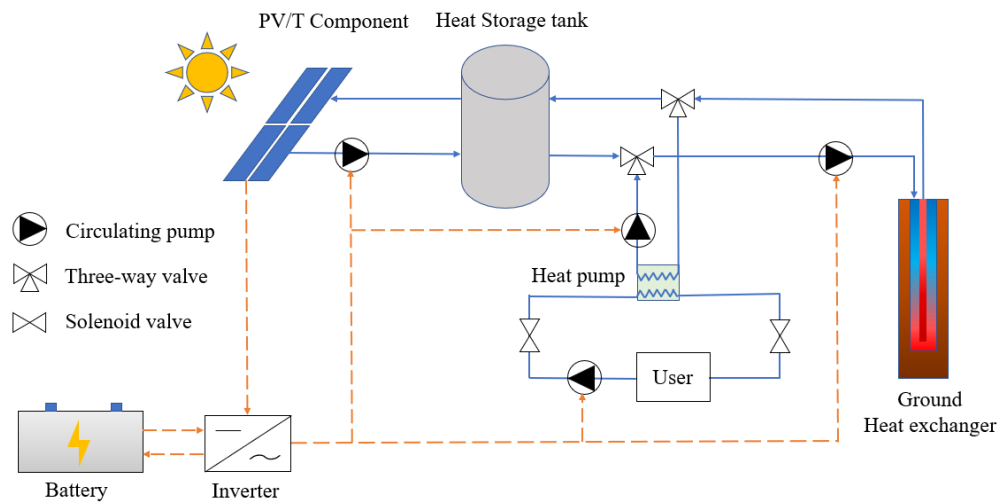 PV/T Component
Heat Storage tank
Circulating pump
Three-way valve
Solenoid valve
Heat pump
User
Ground
Heat exchanger
Battery
Inverter